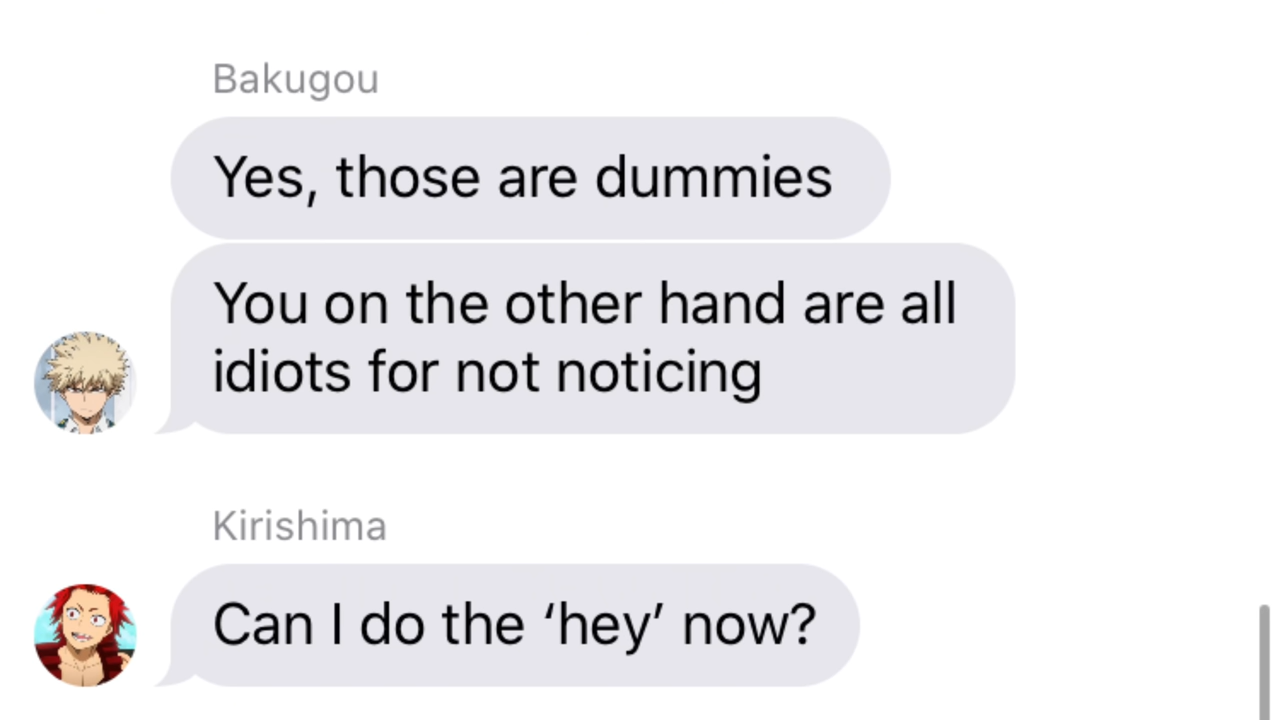 Bakugou
Yes, those are dummies
You on the other hand are all
idiots for not noticing
Kirishima
Can I do the ‘hey’ now?